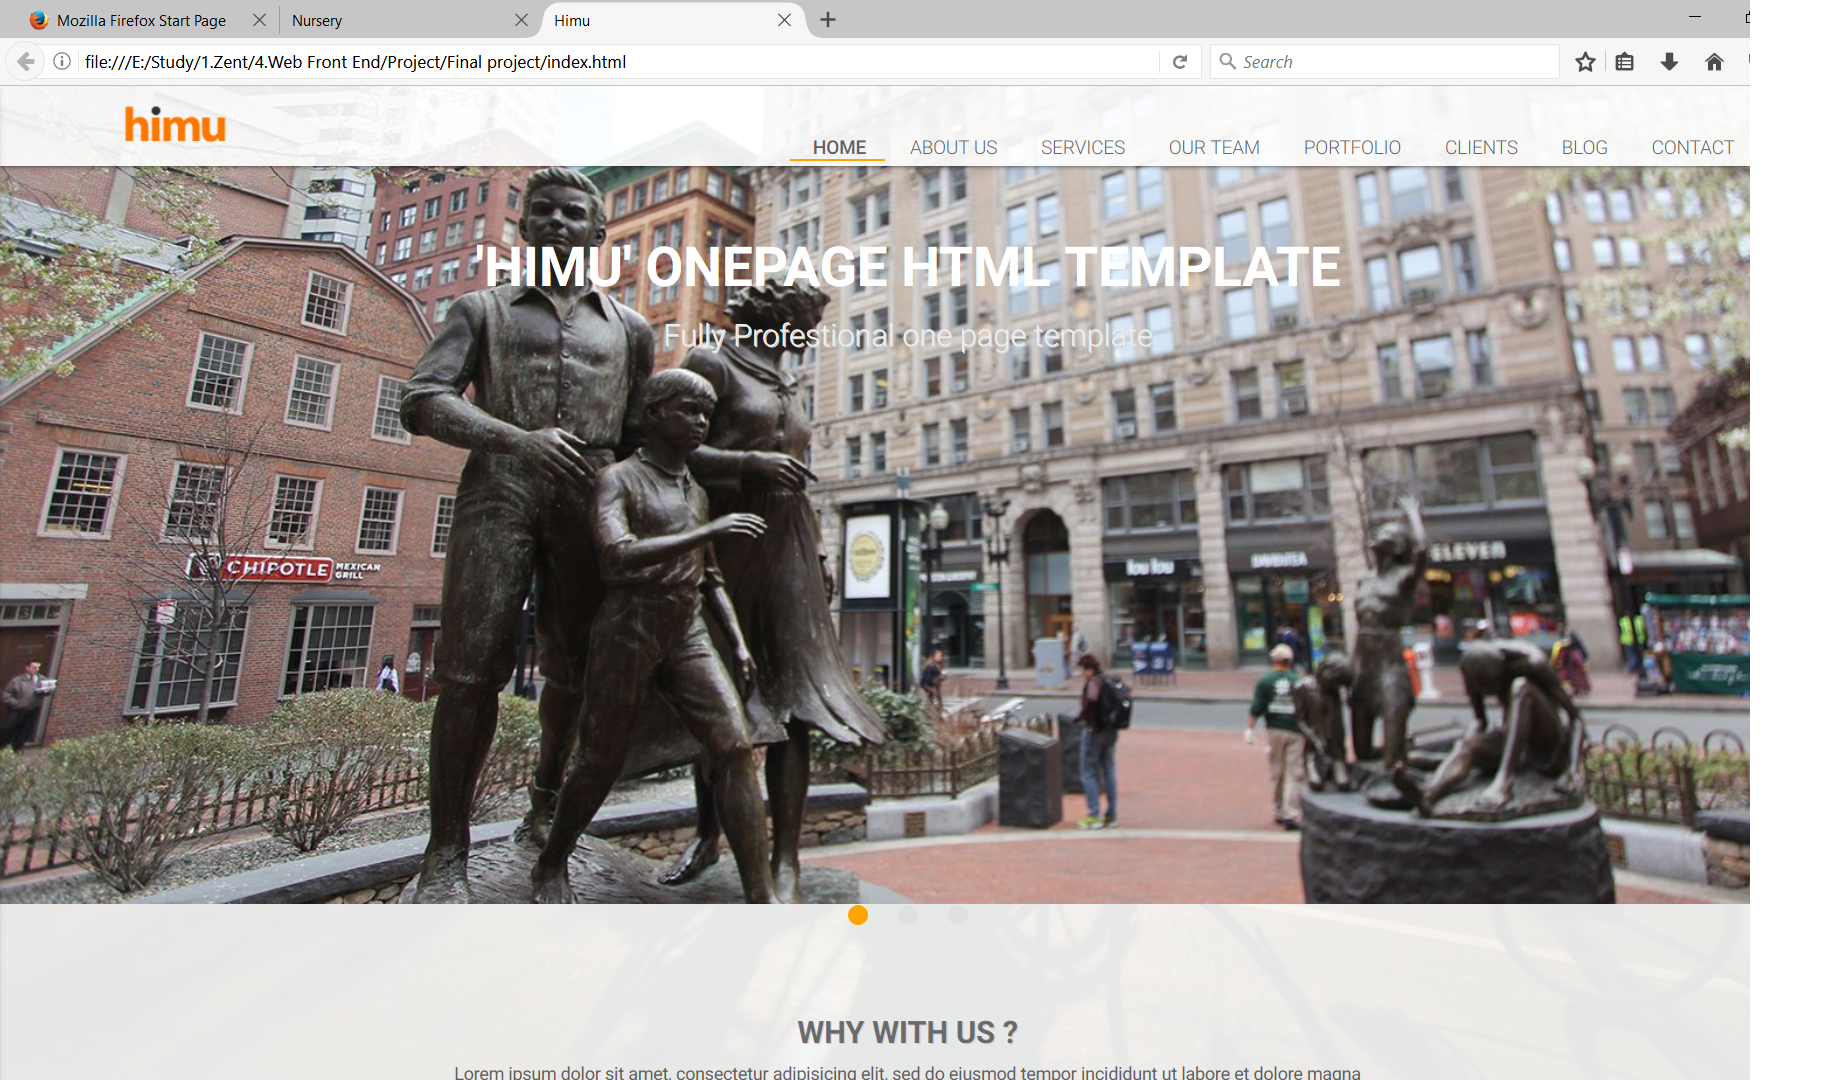 Mozilla Firefox Start Page
Nursery
Himu
file:///E:/Study/1.Zent/4.Web Front End/Project/Final project/index.html
Search
himu
HOME ABOUT US SERVICES OUR TEAM PORTFOLIO CLIENTS BLOG CONTACT
'HIMU' ONEPAGE HTML TEMPLATE
Fully Profestional one page template
CHIPOTLE
MEXICAN
GRILL
lou lou
ELEVEN
WHY WITH US ?
Lorem ipsum dolor sit amet, consectetur adipisicing elit, sed do eiusmod tempor incididunt ut labore et dolore magna